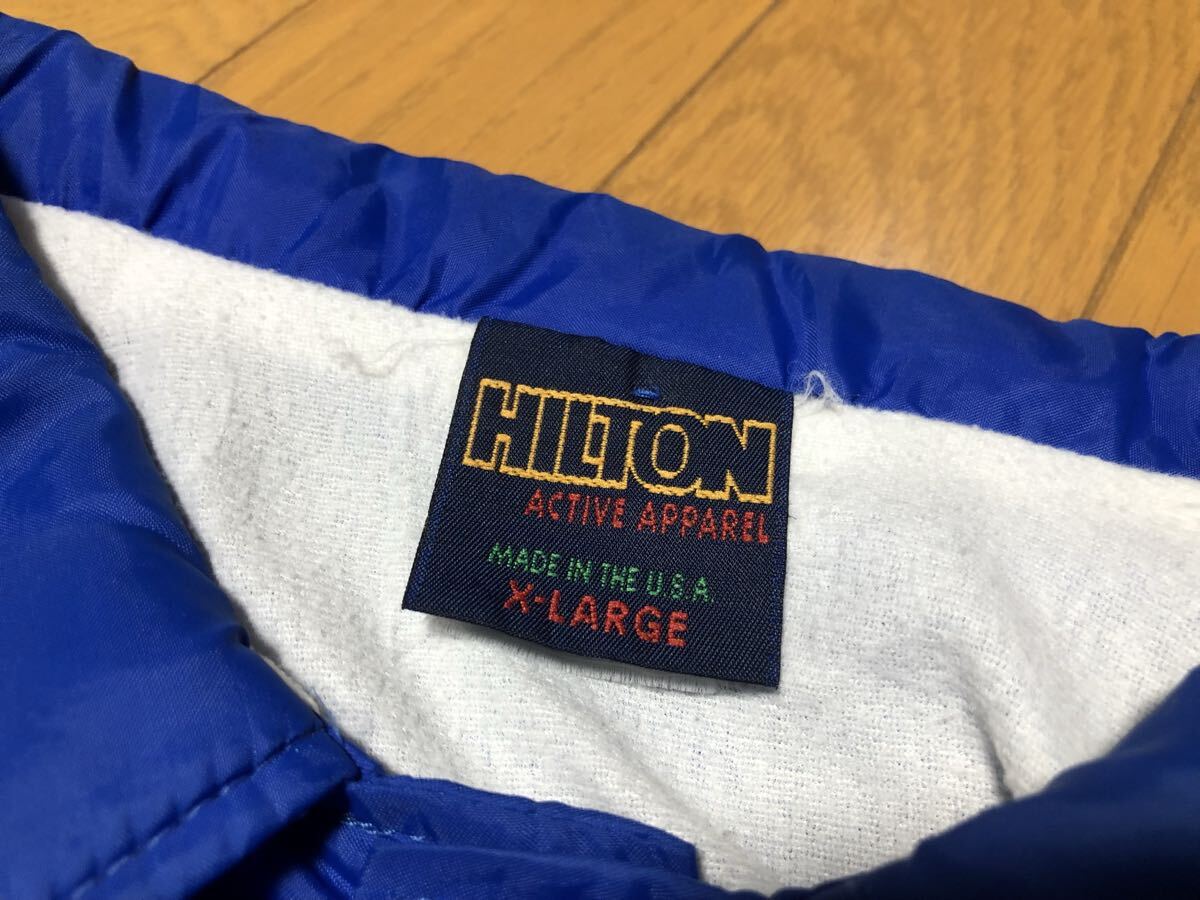 HILTON
ACTIVE APPAREL
MADE IN THE U.S.A.
X-LARGE